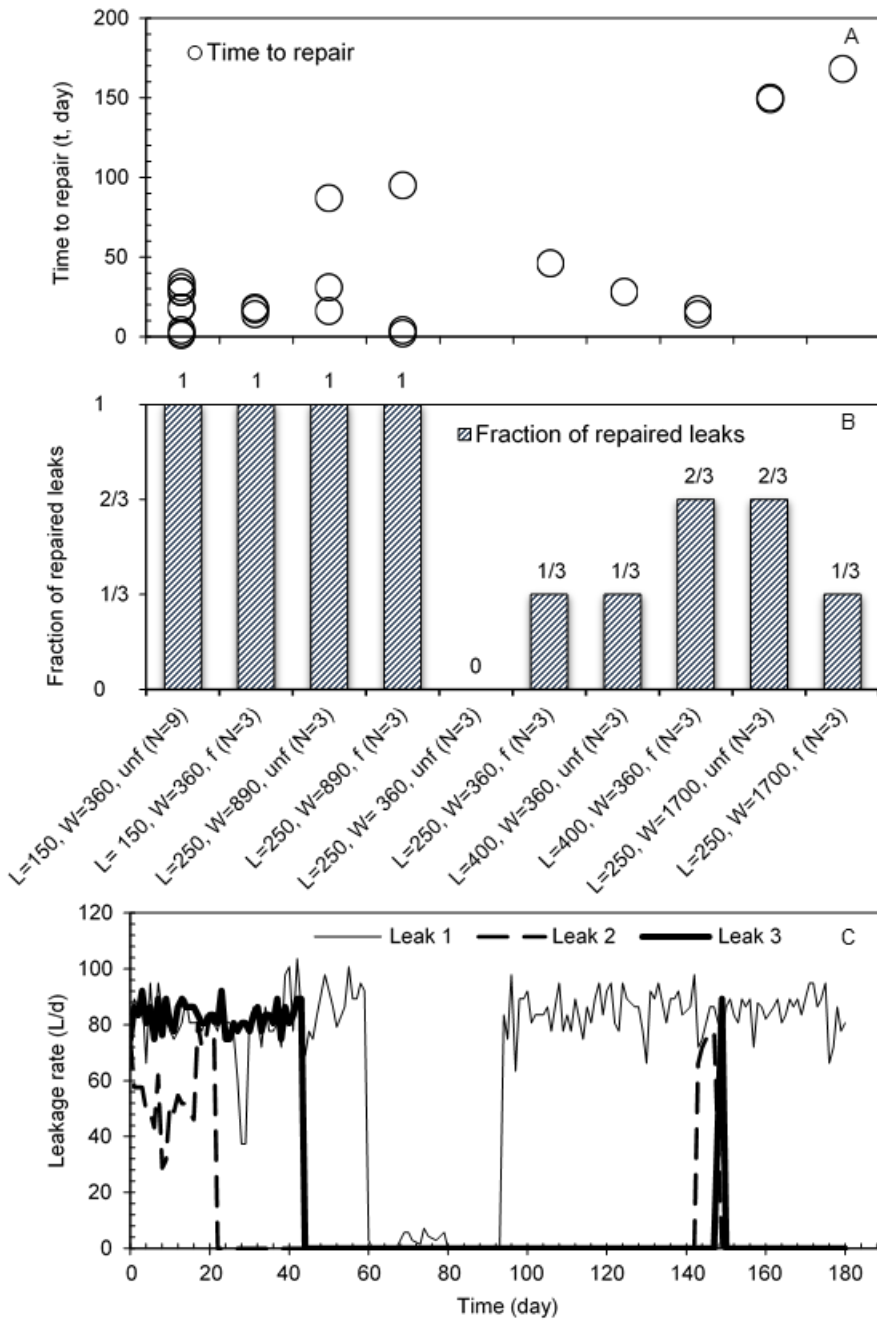 200
A
Time to repair
150
100
50
0
Time to repair (t, day)
1 1 1 1
1
B
Fraction of repaired leaks
2/3 2/3
2/3
1/3 1/3 1/3
1/3
0
0
Fraction of repaired leaks
L=150, W=360, unf (N=9)
L= 150, W=360, f (N=3)
L=250, W=890, unf (N=3)
L=250, W=890, f (N=3)
L=250, W= 360, unf (N=3)
L=250, W=360, f (N=3)
L=400, W=360, unf (N=3)
L=400, W=360, f (N=3)
L=250, W=1700, unf (N=3)
L=250, W=1700, f (N=3)
120
Leak 1 Leak 2 Leak 3 C
100
80
60
40
20
0
Leakage rate (L/d)
0 20 40 60 80 100 120 140 160 180
Time (day)